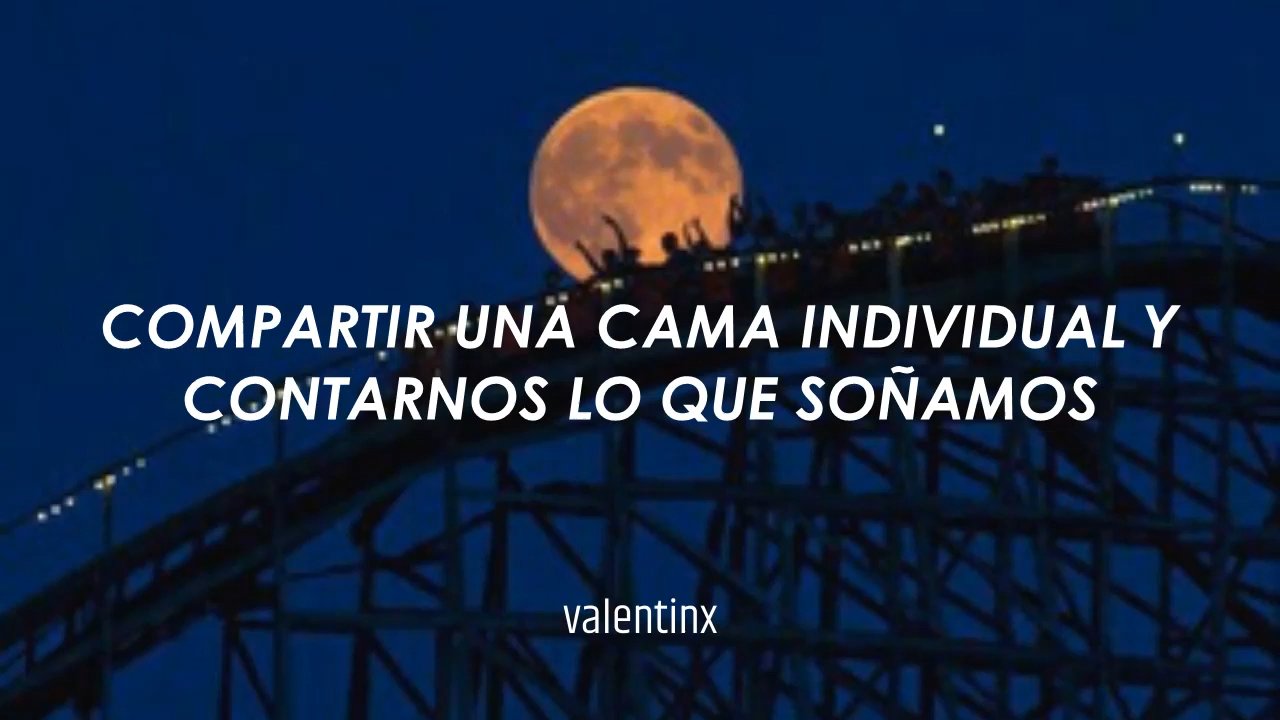 COMPARTIR UNA CAMA INDIVIDUAL Y
CONTARNOS LO QUE SOÑAMOS
valentinx